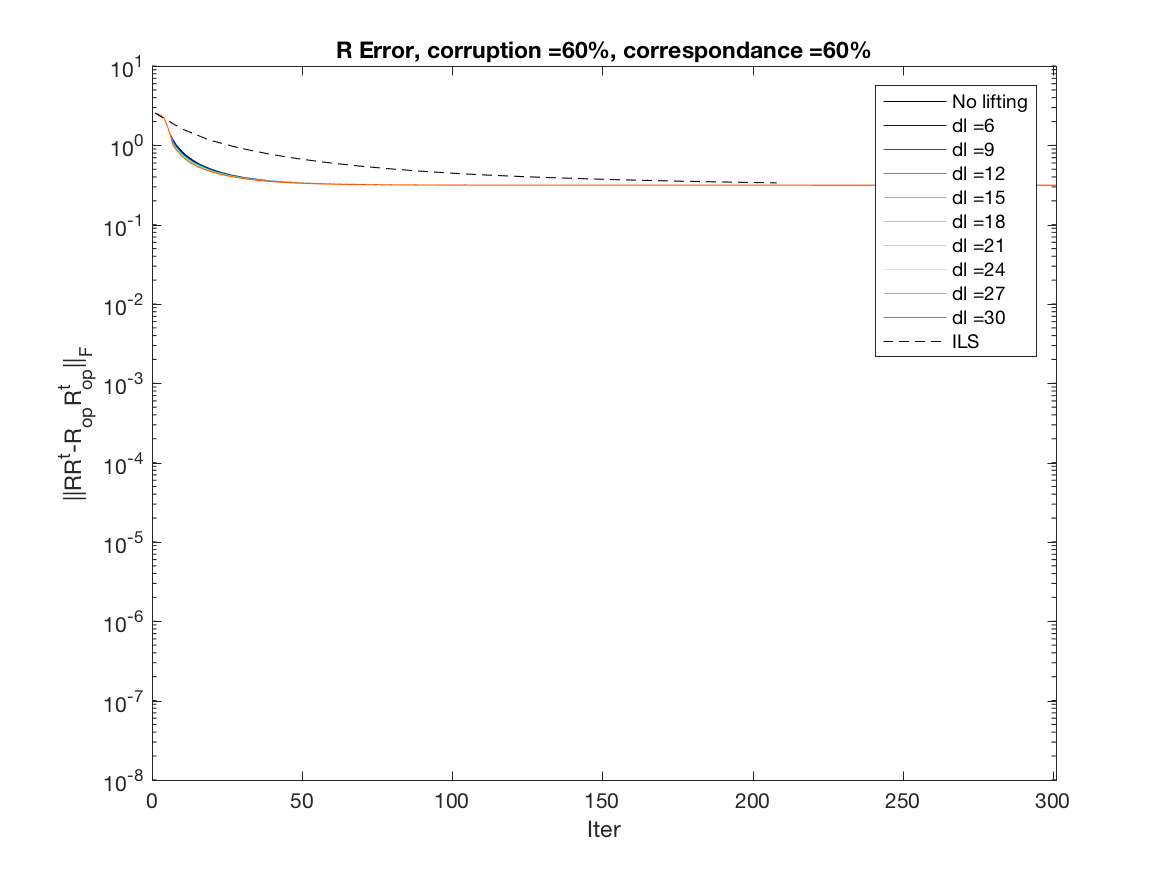 R Error, corruption =60%, correspondance =60%
10^1
10^0
10^-1
10^-2
10^-3
10^-4
10^-5
10^-6
10^-7
10^-8
||RR^t-R_op R^t_op||_F
0 50 100 150 200 250 300
Iter
No lifting
dl =6
dl =9
dl =12
dl =15
dl =18
dl =21
dl =24
dl =27
dl =30
ILS